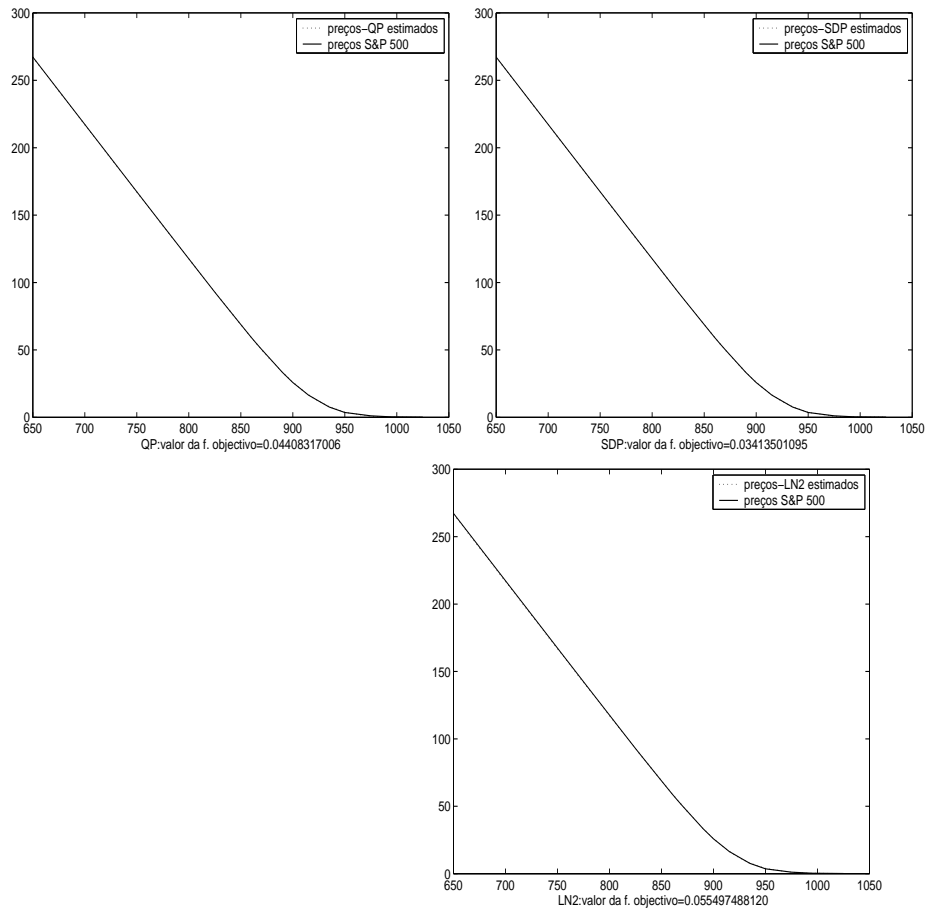 300
250
200
150
100
50
0
650 700 750 800 850 900 950 1000 1050
preços−QP estimados
preços S&P 500
QP:valor da f. objectivo=0.04408317006
300
250
200
150
100
50
0
650 700 750 800 850 900 950 1000 1050
preços−SDP estimados
preços S&P 500
SDP:valor da f. objectivo=0.03413501095
300
250
200
150
100
50
0
650 700 750 800 850 900 950 1000 1050
preços−LN2 estimados
preços S&P 500
LN2:valor da f. objectivo=0.055497488120